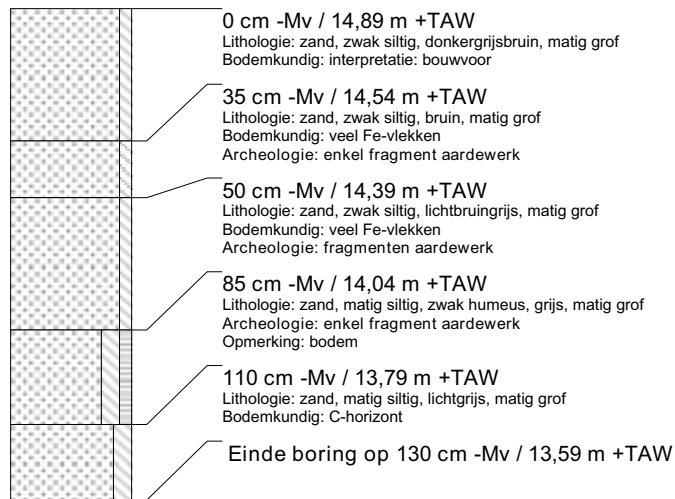 0 cm -Mv / 14,89 m +TAW
Lithologie: zand, zwak siltig, donkergrijsbruin, matig grof
Bodemkundig: interpretatie: bouwvoor
35 cm -Mv / 14,54 m +TAW
Lithologie: zand, zwak siltig, bruin, matig grof
Bodemkundig: veel Fe-vlekken
Archeologie: enkel fragment aardewerk
50 cm -Mv / 14,39 m +TAW
Lithologie: zand, zwak siltig, lichtbruingrijs, matig grof
Bodemkundig: veel Fe-vlekken
Archeologie: fragmenten aardewerk
85 cm -Mv / 14,04 m +TAW
Lithologie: zand, matig siltig, zwak humeus, grijs, matig grof
Archeologie: enkel fragment aardewerk
Opmerking: bodem
110 cm -Mv / 13,79 m +TAW
Lithologie: zand, matig siltig, lichtgrijs, matig grof
Bodemkundig: C-horizont
Einde boring op 130 cm -Mv / 13,59 m +TAW